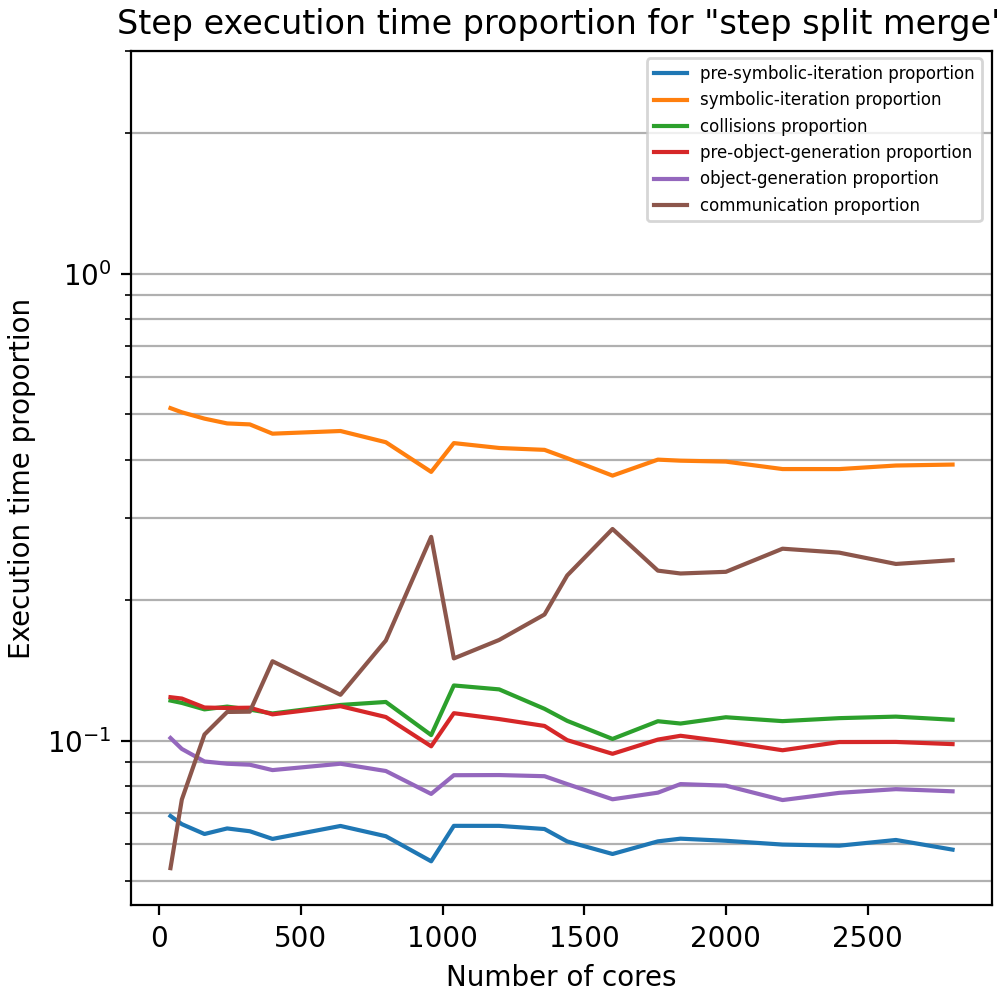 Step execution time proportion for "step split merge"
pre-symbolic-iteration proportion
symbolic-iteration proportion
collisions proportion
pre-object-generation proportion
object-generation proportion
communication proportion
10⁰
10⁻¹
Execution time proportion
0 500 1000 1500 2000 2500
Number of cores